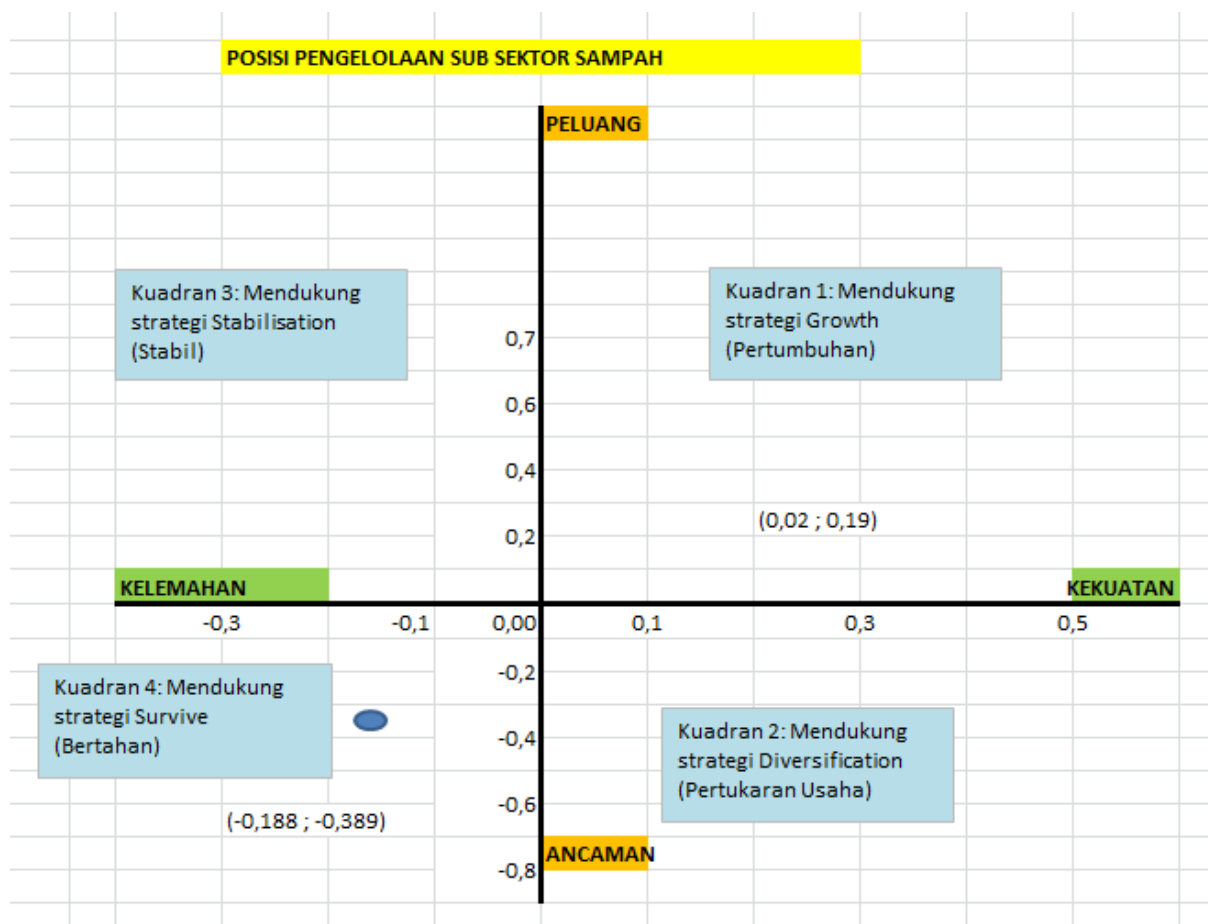 POSISI PENGELOLAAN SUB SEKTOR SAMPAH
PELUANG
Kuadran 3: Mendukung
strategi Stabilisation
(Stabil)
Kuadran 1: Mendukung
strategi Growth
(Pertumbuhan)
0,7
0,6
0,4
(0,02 ; 0,19)
0,2
KELEMAHAN
KEKUATAN
-0,3
-0,1
0,00
0,1
0,3
0,5
-0,2
Kuadran 4: Mendukung
strategi Survive
(Bertahan)
-0,4
Kuadran 2: Mendukung
strategi Diversification
(Pertukaran Usaha)
-0,6
(-0,188 ; -0,389)
ANCAMAN
-0,8